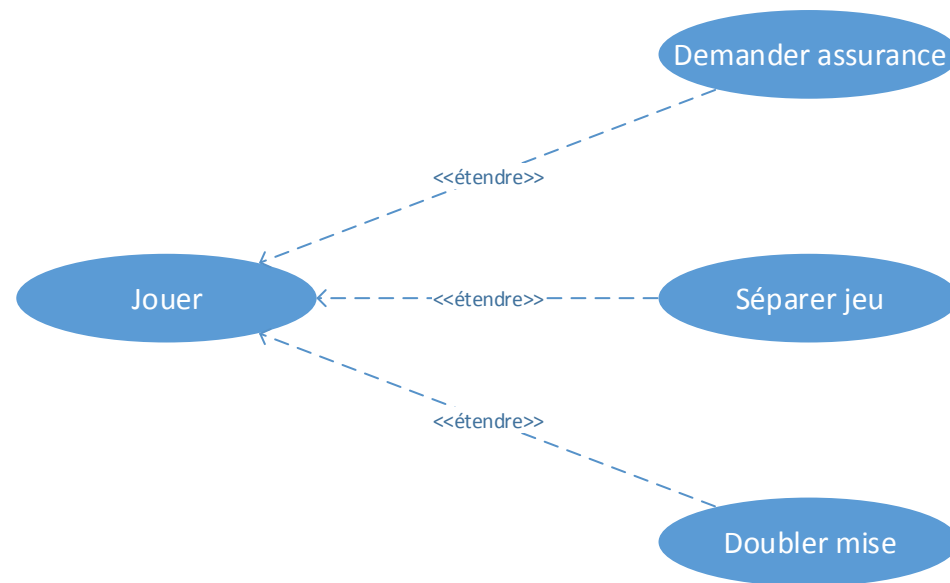 Demander assurance
<<étendre>>
Jouer
<<étendre>>
Séparer jeu
<<étendre>>
Doubler mise